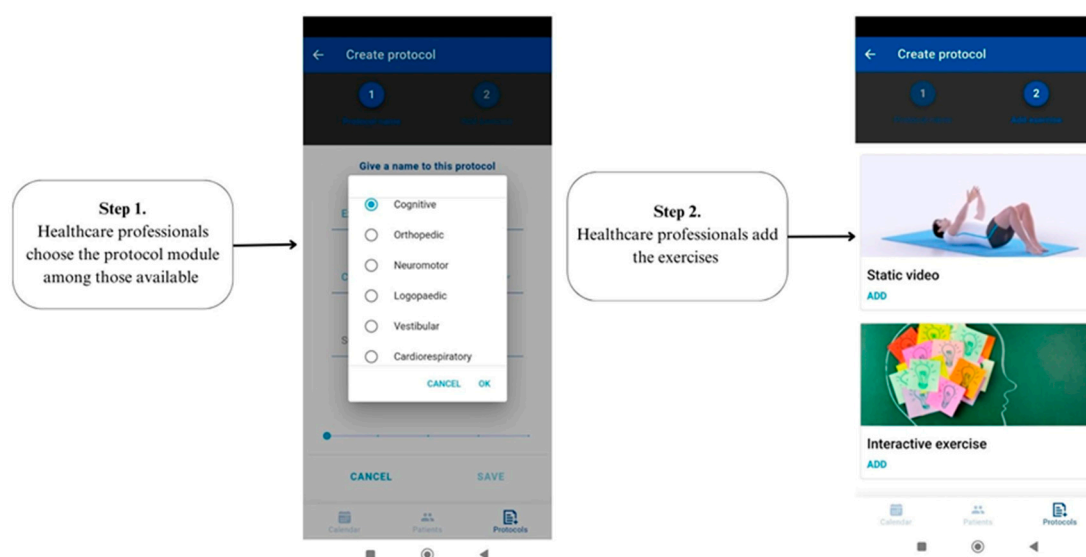 Step 1.
Healthcare professionals
choose the protocol module
among those available
Create protocol
1
2
Give a name to this protocol
Cognitive
Orthopedic
Neuromotor
Logopaedic
Vestibular
Cardiorespiratory
CANCEL OK
CANCEL SAVE
Calendar Patients Protocols
Step 2.
Healthcare professionals add
the exercises
Create protocol
1
2
Add exercise
Static video
ADD
Interactive exercise
ADD
Calendar Patients Protocols